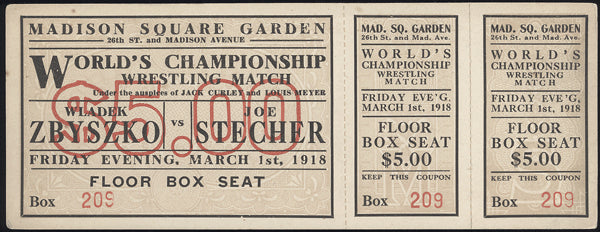 MADISON SQUARE GARDEN
26th ST. and MADISON AVENUE
WORLD'S CHAMPIONSHIP
WRESTLING MATCH
Under the auspices of JACK CURLEY and LOUIS MEYER
$5.00
WLADEK ZBYSZKO vs JOE STECHER
FRIDAY EVENING, MARCH 1st, 1918
FLOOR BOX SEAT
Box 209
MAD. SQ. GARDEN
26th St. and Mad. Ave.
WORLD'S
CHAMPIONSHIP
WRESTLING
MATCH
FRIDAY EVE'G,
MARCH 1st, 1918
FLOOR
BOX SEAT
$5.00
KEEP THIS COUPON
Box 209
MAD. SQ. GARDEN
26th St. and Mad. Ave.
WORLD'S
CHAMPIONSHIP
WRESTLING
MATCH
FRIDAY EVE'G,
MARCH 1st, 1918
FLOOR
BOX SEAT
$5.00
KEEP THIS COUPON
Box 209